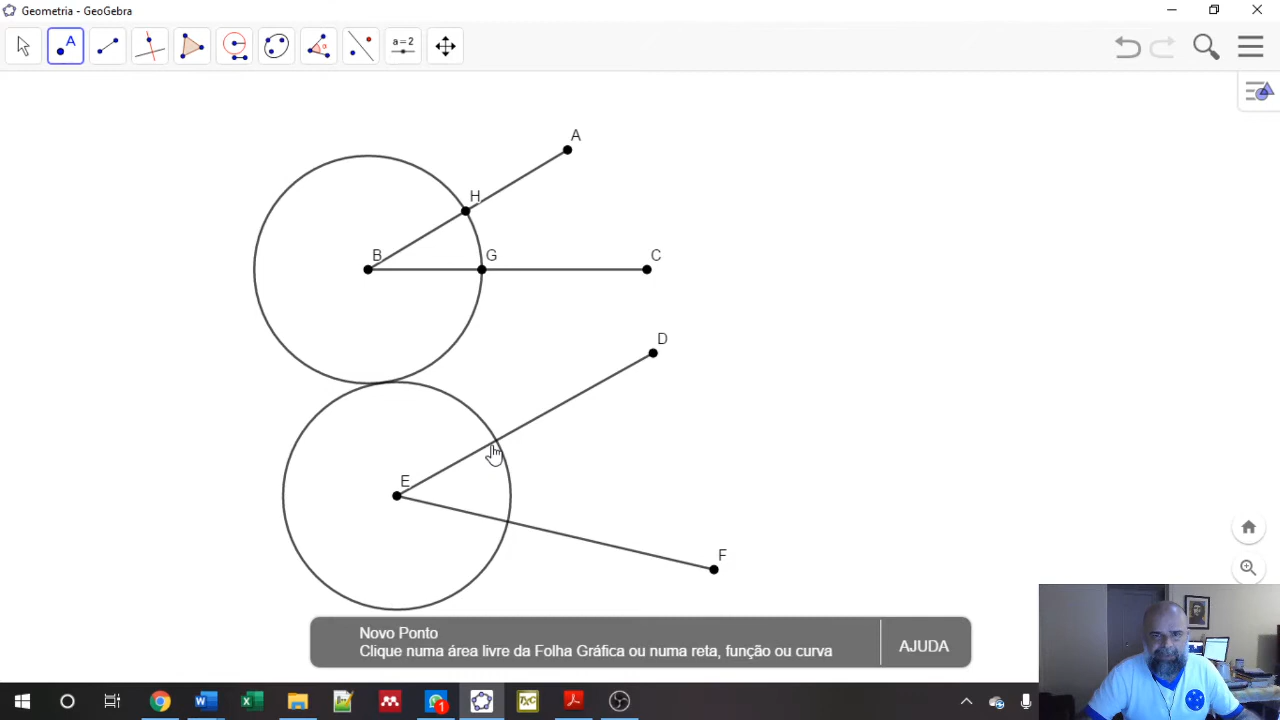 Geometria - GeoGebra
A
a=2
A
H
B
G
C
D
E
F
Novo Ponto
Clique numa área livre da Folha Gráfica ou numa reta, função ou curva
AJUDA
1